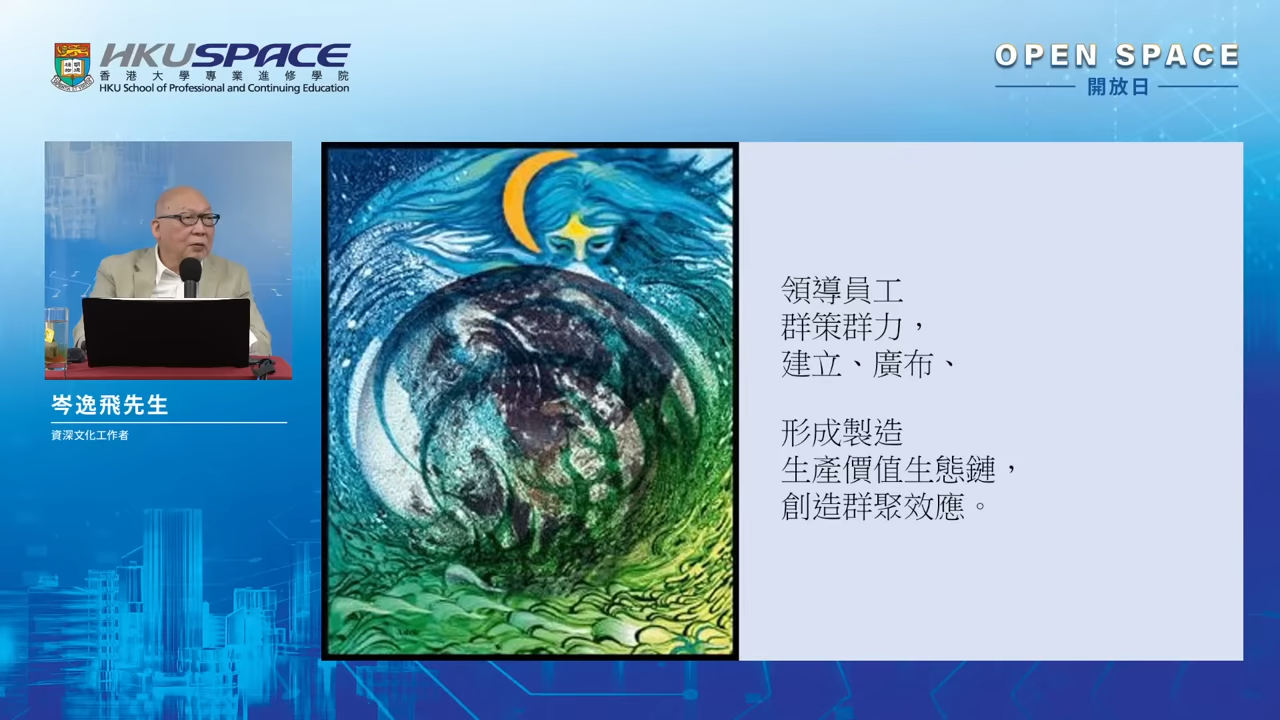 HKUSPACE
香港大學專業進修學院
HKU School of Professional and Continuing Education
OPEN SPACE
開放日
岑逸飛先生
資深文化工作者
領導員工
群策群力，
建立、廣布、
形成製造
生產價值生態鏈，
創造群聚效應。